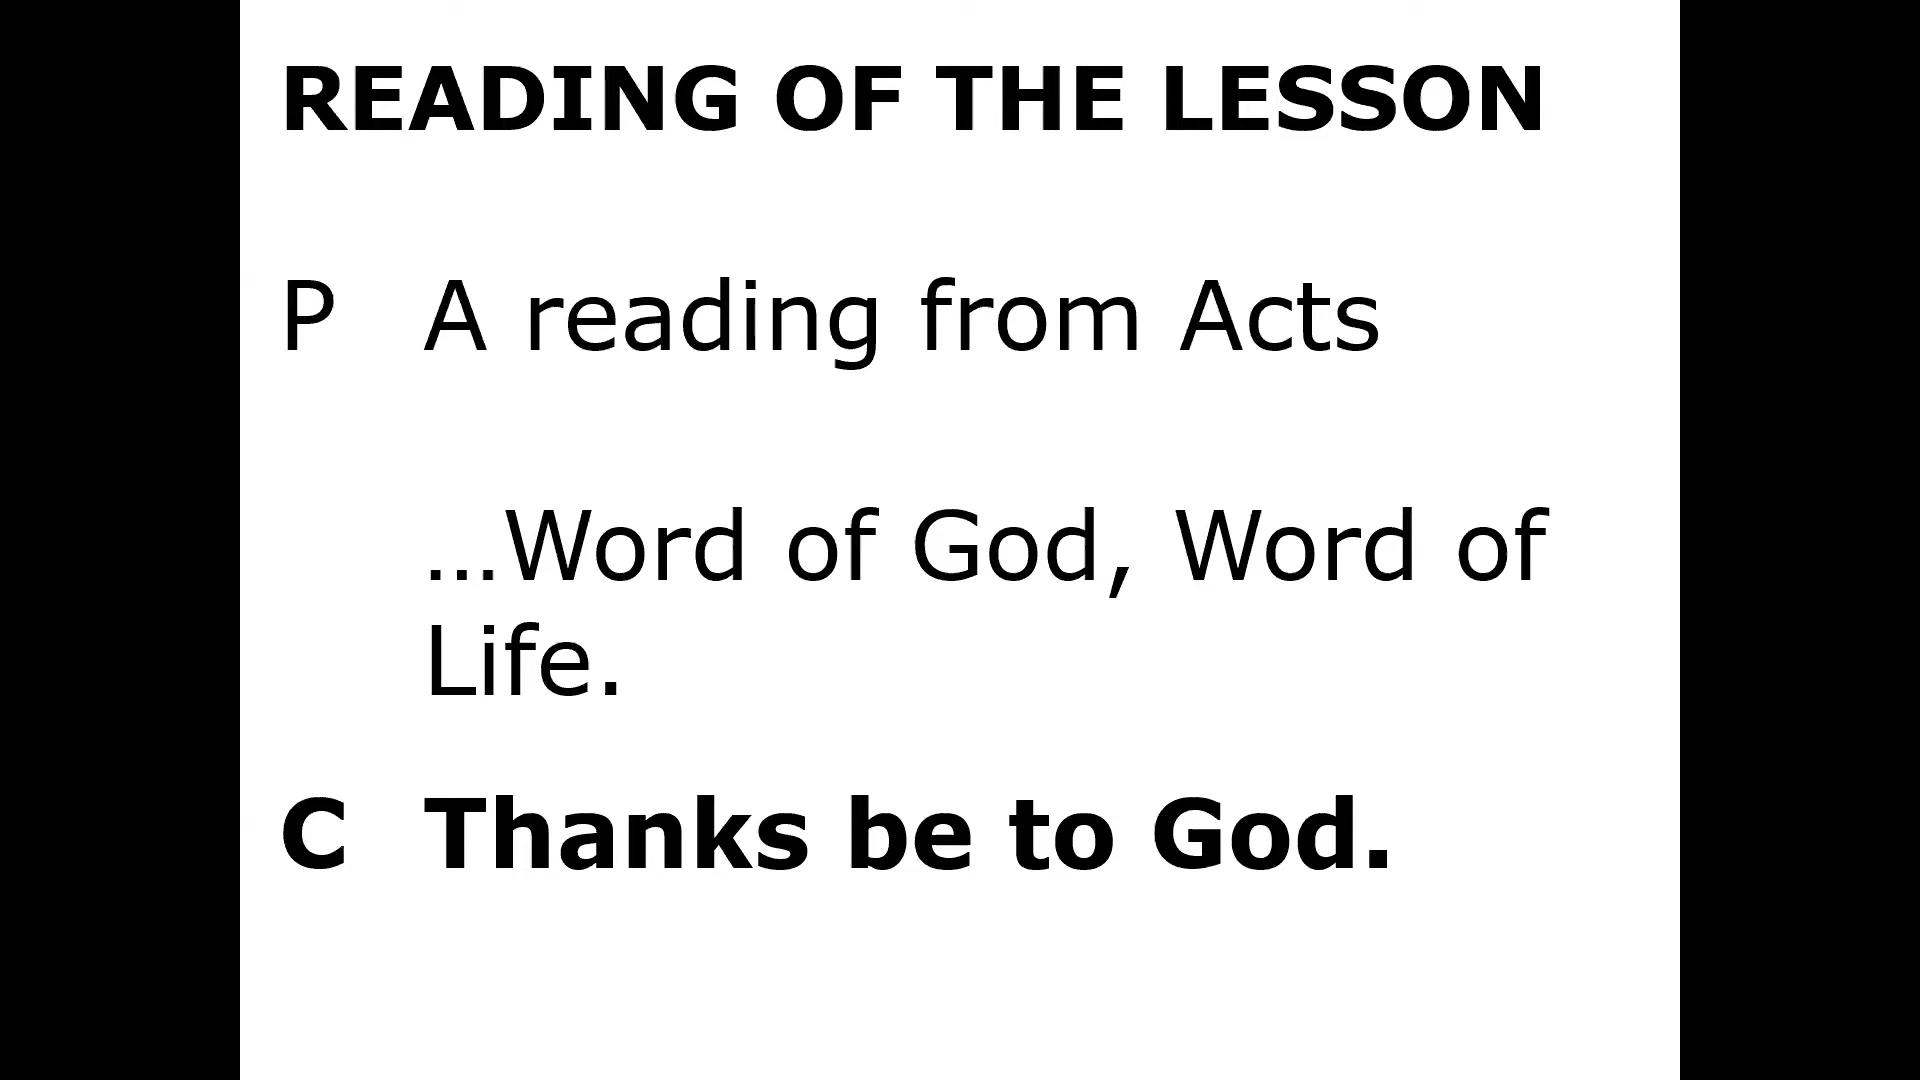 READING OF THE LESSON
P A reading from Acts
…Word of God, Word of
Life.
C Thanks be to God.